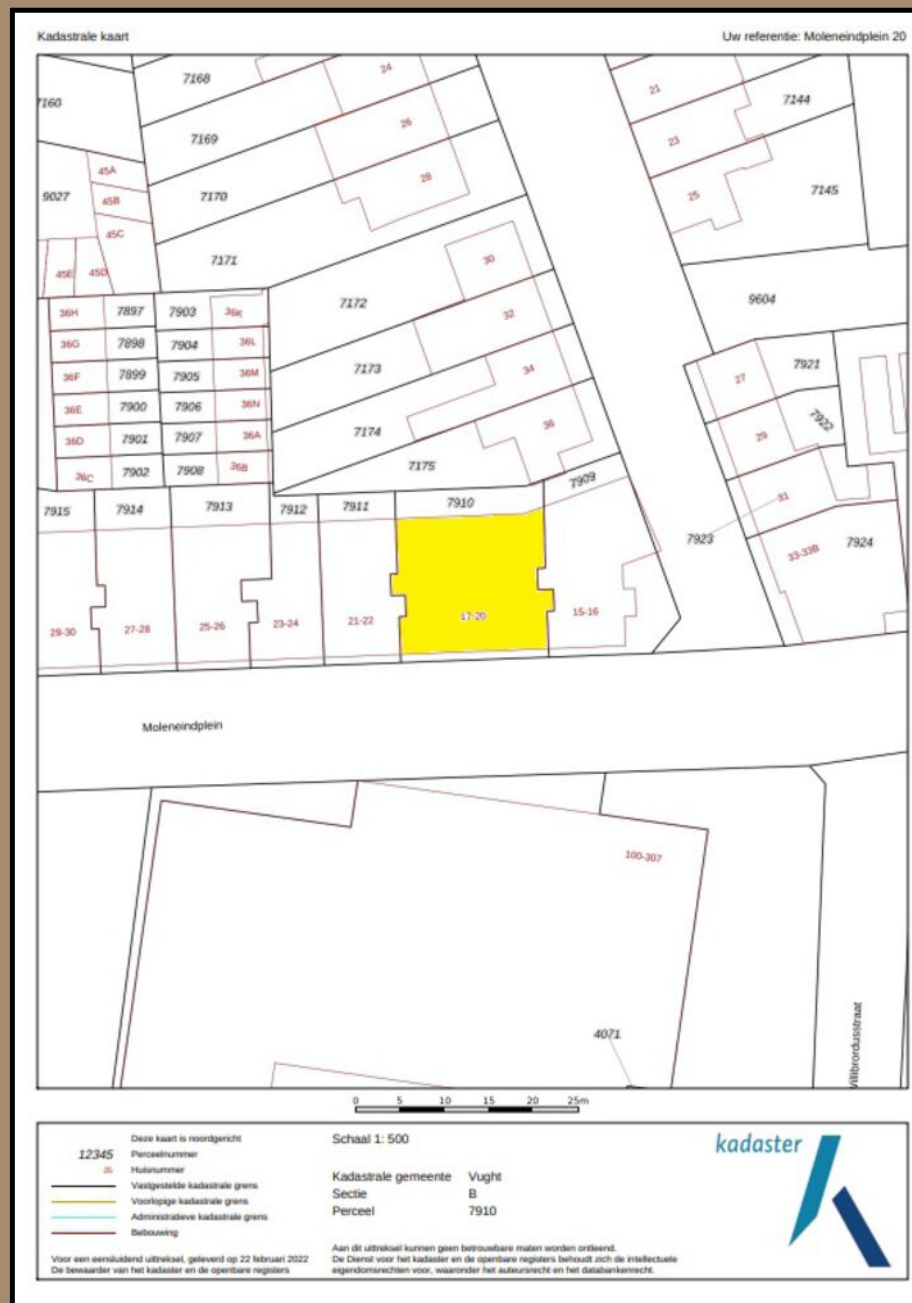 Kadastrale kaart
Uw referentie: Moleneindplein 20
7168
24
21
7144
7160
7169
26
23
45A
9027
45B
7170
28
25
7145
45C
7171
45E
45D
30
36H
7897
7903
36K
7172
9604
32
36G
7898
7904
36L
7921
36F
7899
7905
36M
7173
34
27
36E
7900
7906
36N
7922
36D
7901
7907
36A
7174
36
29
36C
7902
7908
36B
7175
7909
31
7915
7914
7913
7912
7911
7910
7923
33-33B
7924
29-30
27-28
25-26
23-24
21-22
17-20
15-16
Moleneindplein
100-307
4071
Villibrordusstraat
0 5 10 15 20 25m
Deze kaart is noordgericht
12345 Perceelnummer
25 Huisnummer
Vastgestelde kadastrale grens
Voorlopige kadastrale grens
Administratieve kadastrale grens
Bebouwing
Voor een eensluidend uittreksel, geleverd op 22 februari 2022
De bewaarder van het kadaster en de openbare registers
Schaal 1: 500
Kadastrale gemeente Vught
Sectie B
Perceel 7910
Aan dit uittreksel kunnen geen betrouwbare maten worden ontleend.
De Dienst voor het kadaster en de openbare registers behoudt zich de intellectuele
eigendomsrechten voor, waaronder het auteursrecht en het databankenrecht.
kadaster